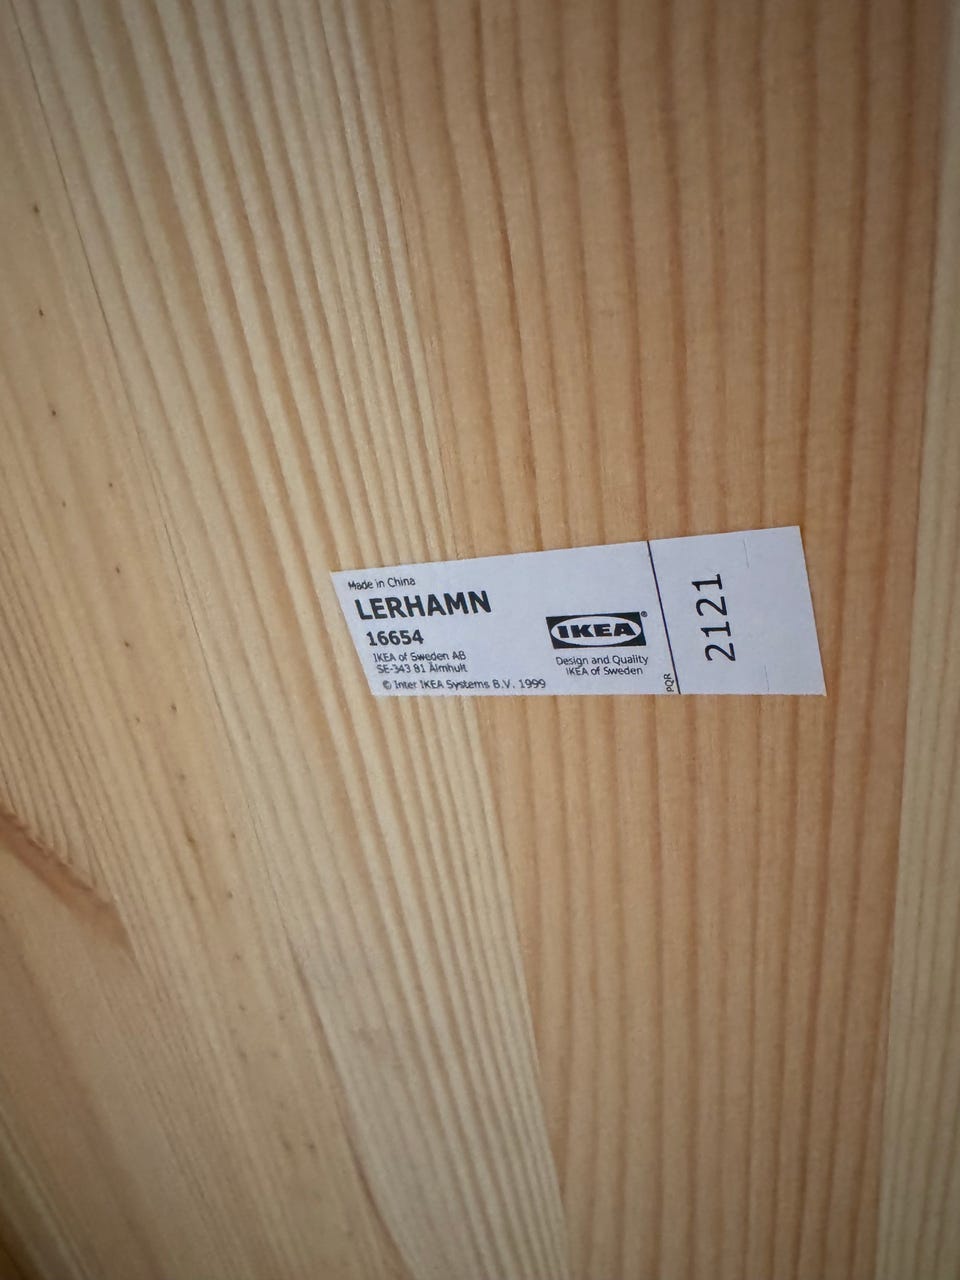 Made in China
LERHAMN
16654
IKEA of Sweden AB
SE-343 81 Älmhult
© Inter IKEA Systems B.V. 1999
IKEA®
Design and Quality
IKEA of Sweden
PQR
2121